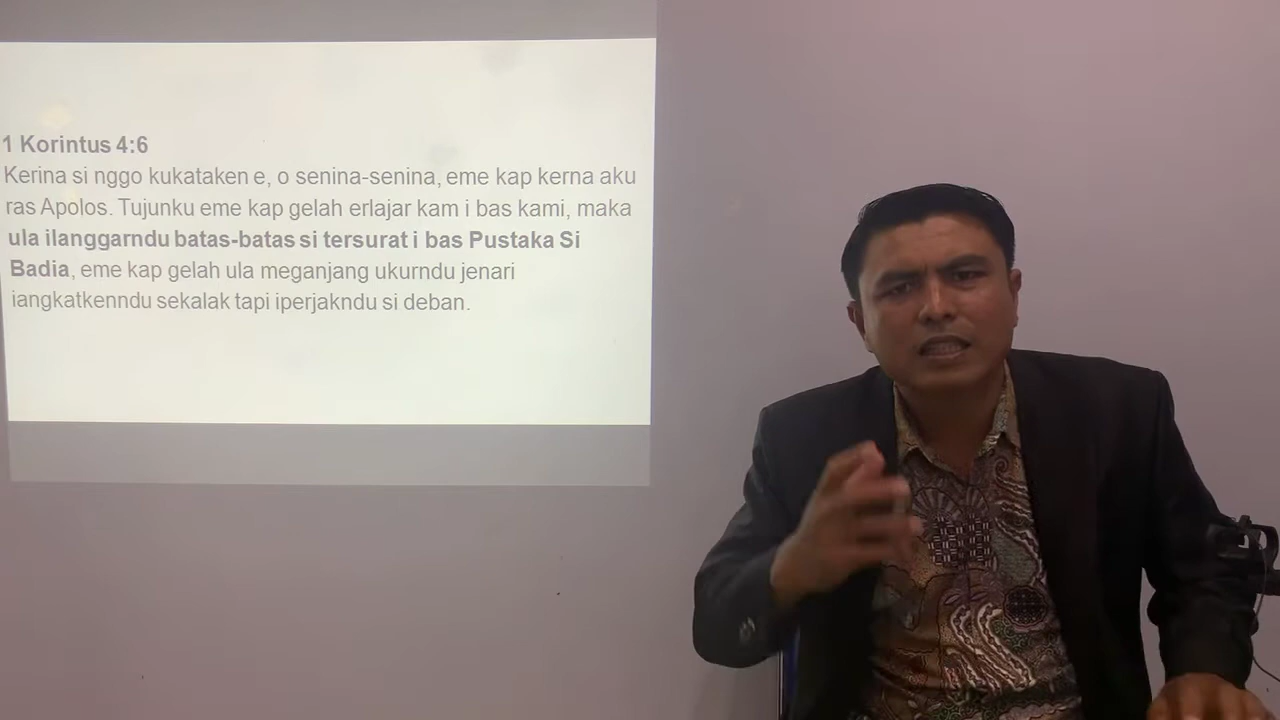 1 Korintus 4:6
Kerina si nggo kukataken e, o senina-senina, eme kap kerna aku
ras Apolos. Tujunku eme kap gelah erlajar kam i bas kami, maka
ula ilanggarndu batas-batas si tersurat i bas Pustaka Si
Badia, eme kap gelah ula meganjang ukurndu jenari
iangkatkenndu sekalak tapi iperjakndu si deban.